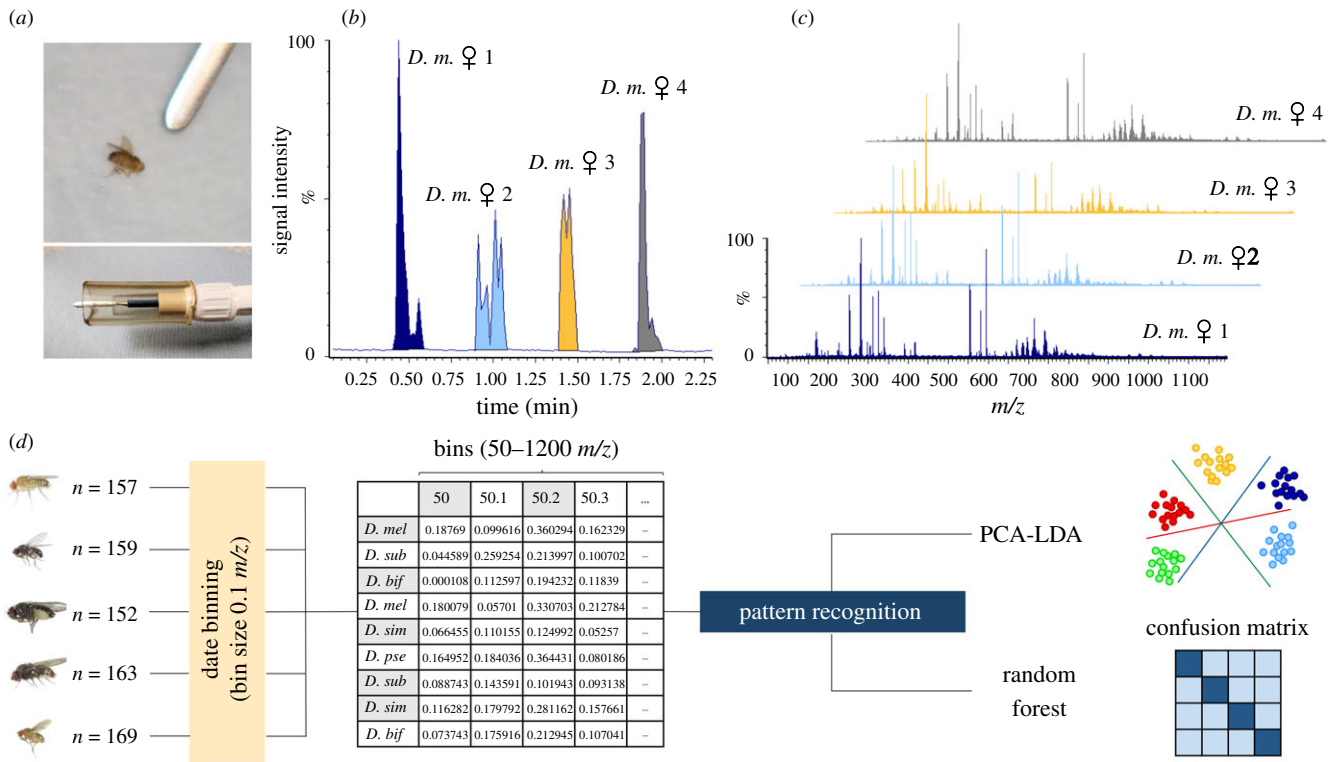 (a)
(b)
100
signal intensity
%
0
D. m. ♀ 1
D. m. ♀ 2
D. m. ♀ 3
D. m. ♀ 4
0.25 0.50 0.75 1.00 1.25 1.50 1.75 2.00 2.25
time (min)
(c)
D. m. ♀ 4
D. m. ♀ 3
D. m. ♀2
D. m. ♀ 1
100
%
0
100 200 300 400 500 600 700 800 900 1000 1100
m/z
(d)
n = 157
n = 159
n = 152
n = 163
n = 169
date binning
(bin size 0.1 m/z)
bins (50–1200 m/z)
50 50.1 50.2 50.3 ...
D. mel 0.18769 0.099616 0.360294 0.162329 –
D. sub 0.044589 0.259254 0.213997 0.100702 –
D. bif 0.000108 0.112597 0.194232 0.11839 –
D. mel 0.180079 0.05701 0.330703 0.212784 –
D. sim 0.066455 0.110155 0.124992 0.05257 –
D. pse 0.164952 0.184036 0.364431 0.080186 –
D. sub 0.088743 0.143591 0.101943 0.093138 –
D. sim 0.116282 0.179792 0.281162 0.157661 –
D. bif 0.073743 0.175916 0.212945 0.107041 –
pattern recognition
PCA-LDA
random
forest
confusion matrix